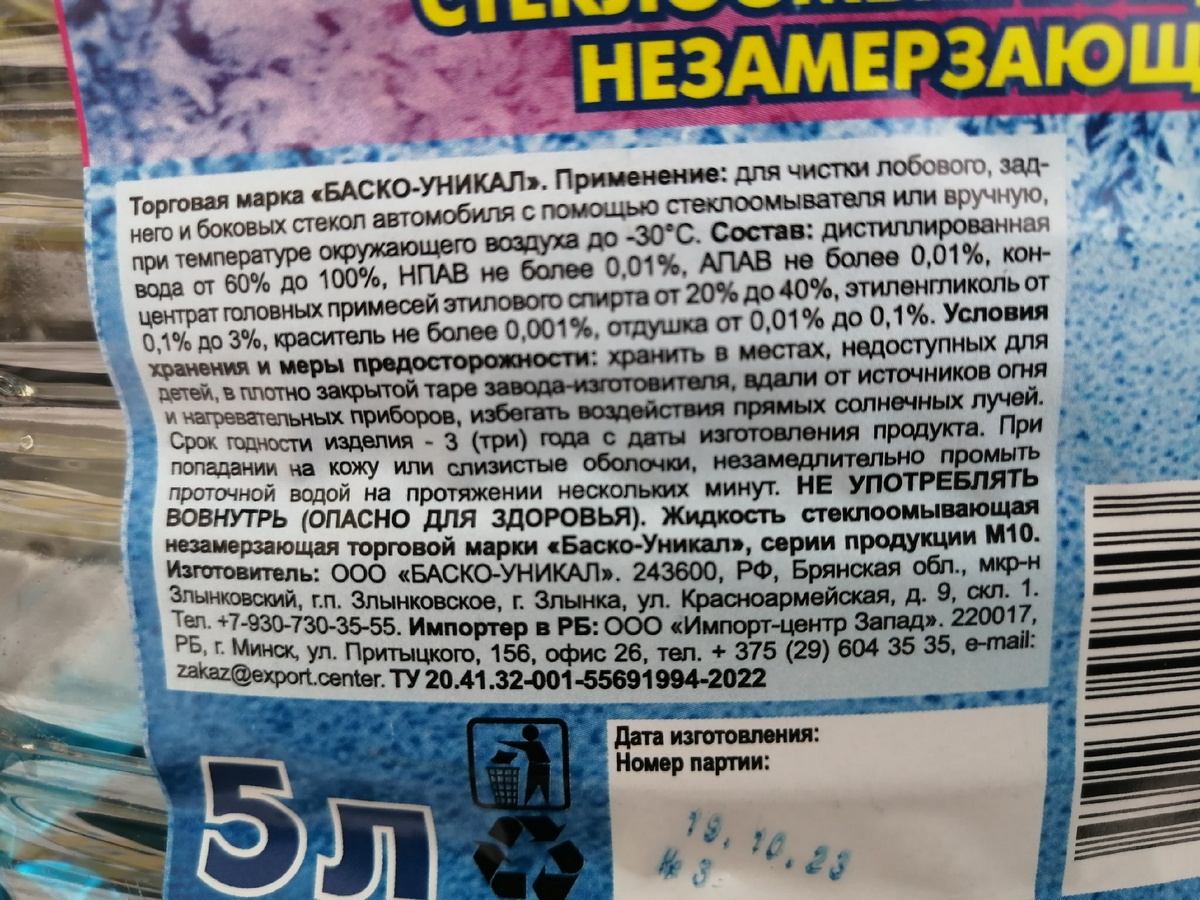 НЕЗАМЕРЗАЮЩ
Торговая марка «БАСКО-УНИКАЛ». Применение: для чистки лобового, зад-
него и боковых стекол автомобиля с помощью стеклоомывателя или вручную,
при температуре окружающего воздуха до -30°С. Состав: дистиллированная
вода от 60% до 100%, НПАВ не более 0,01%, АПАВ не более 0,01%, кон-
центрат головных примесей этилового спирта от 20% до 40%, этиленгликоль от
0,1% до 3%, краситель не более 0,001%, отдушка от 0,01% до 0,1%. Условия
хранения и меры предосторожности: хранить в местах, недоступных для
детей, в плотно закрытой таре завода-изготовителя, вдали от источников огня
и нагревательных приборов, избегать воздействия прямых солнечных лучей.
Срок годности изделия - 3 (три) года с даты изготовления продукта. При
попадании на кожу или слизистые оболочки, незамедлительно промыть
проточной водой на протяжении нескольких минут. НЕ УПОТРЕБЛЯТЬ
ВОВНУТРЬ (ОПАСНО ДЛЯ ЗДОРОВЬЯ). Жидкость стеклоомывающая
незамерзающая торговой марки «Баско-Уникал», серии продукции М10.
Изготовитель: ООО «БАСКО-УНИКАЛ». 243600, РФ, Брянская обл., мкр-н
Злынковский, г.п. Злынковское, г. Злынка, ул. Красноармейская, д. 9, скл. 1.
Тел. +7-930-730-35-55. Импортер в РБ: ООО «Импорт-центр Запад». 220017,
РБ, г. Минск, ул. Притыцкого, 156, офис 26, тел. + 375 (29) 604 35 35, e-mail:
zakaz@export.center. ТУ 20.41.32-001-55691994-2022
5л
Дата изготовления:
Номер партии:
19.10.23
№3